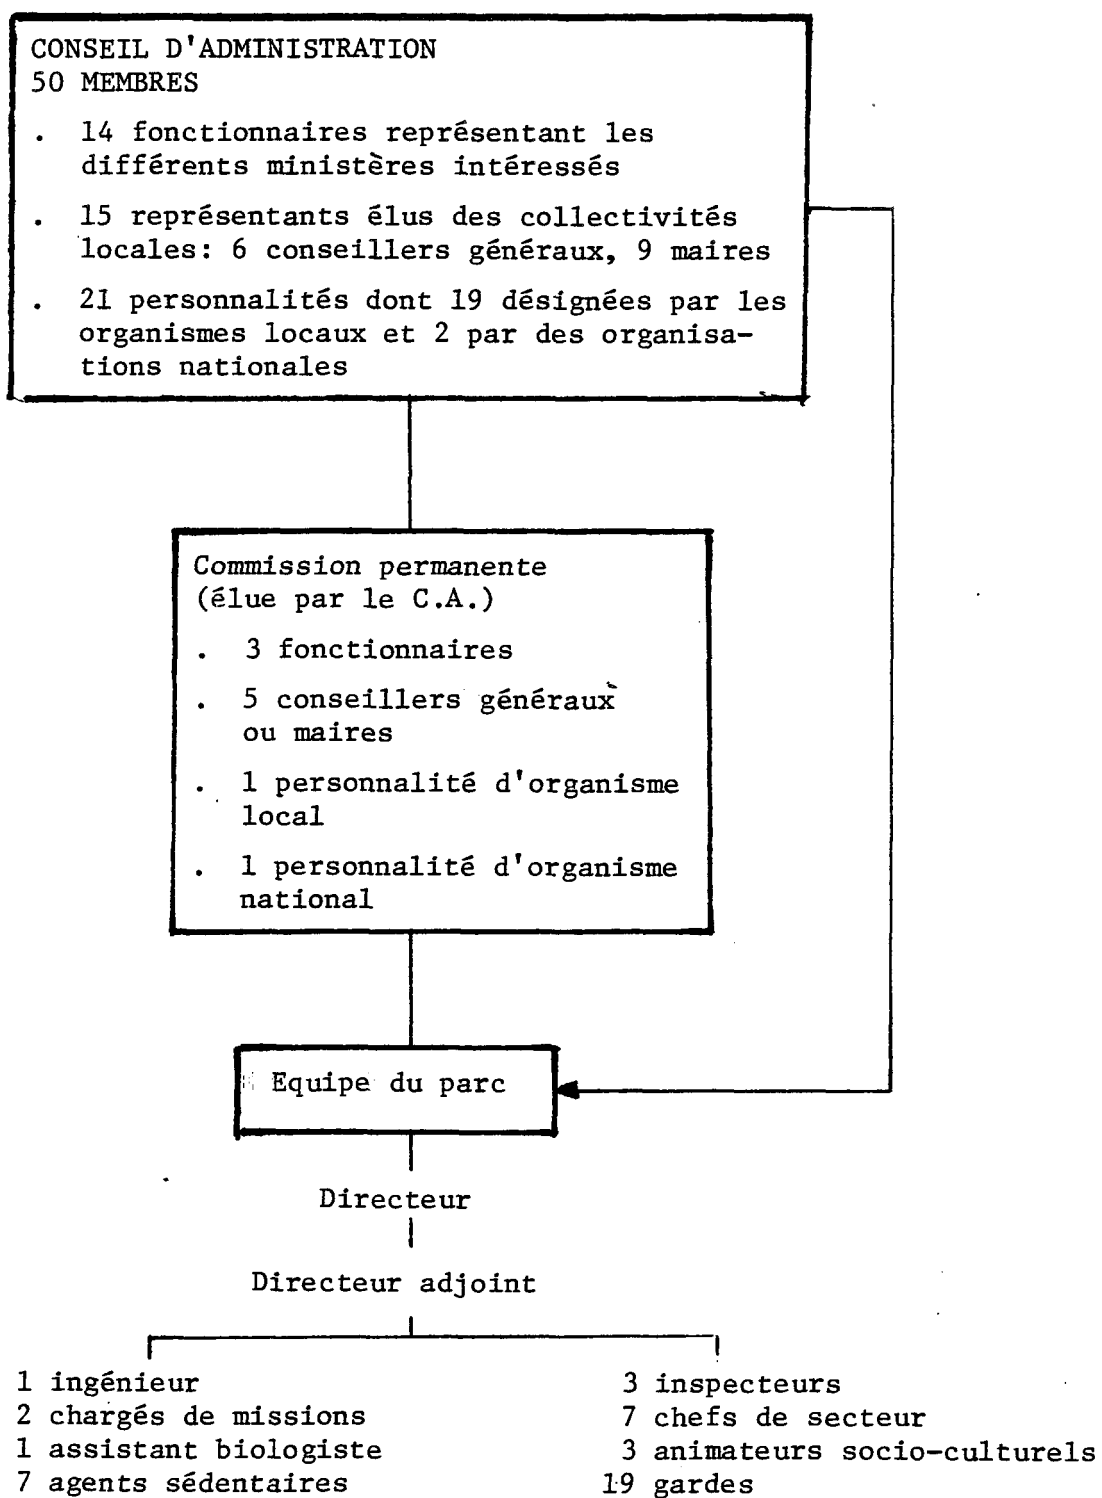 CONSEIL D'ADMINISTRATION
50 MEMBRES
. 14 fonctionnaires représentant les
différents ministères intéressés
. 15 représentants élus des collectivités
locales: 6 conseillers généraux, 9 maires
. 21 personnalités dont 19 désignées par les
organismes locaux et 2 par des organisa-
tions nationales
Commission permanente
(élue par le C.A.)
. 3 fonctionnaires
. 5 conseillers généraux
ou maires
. 1 personnalité d'organisme
local
. 1 personnalité d'organisme
national
Equipe du parc
Directeur
Directeur adjoint
1 ingénieur
2 chargés de missions
1 assistant biologiste
7 agents sédentaires
3 inspecteurs
7 chefs de secteur
3 animateurs socio-culturels
19 gardes